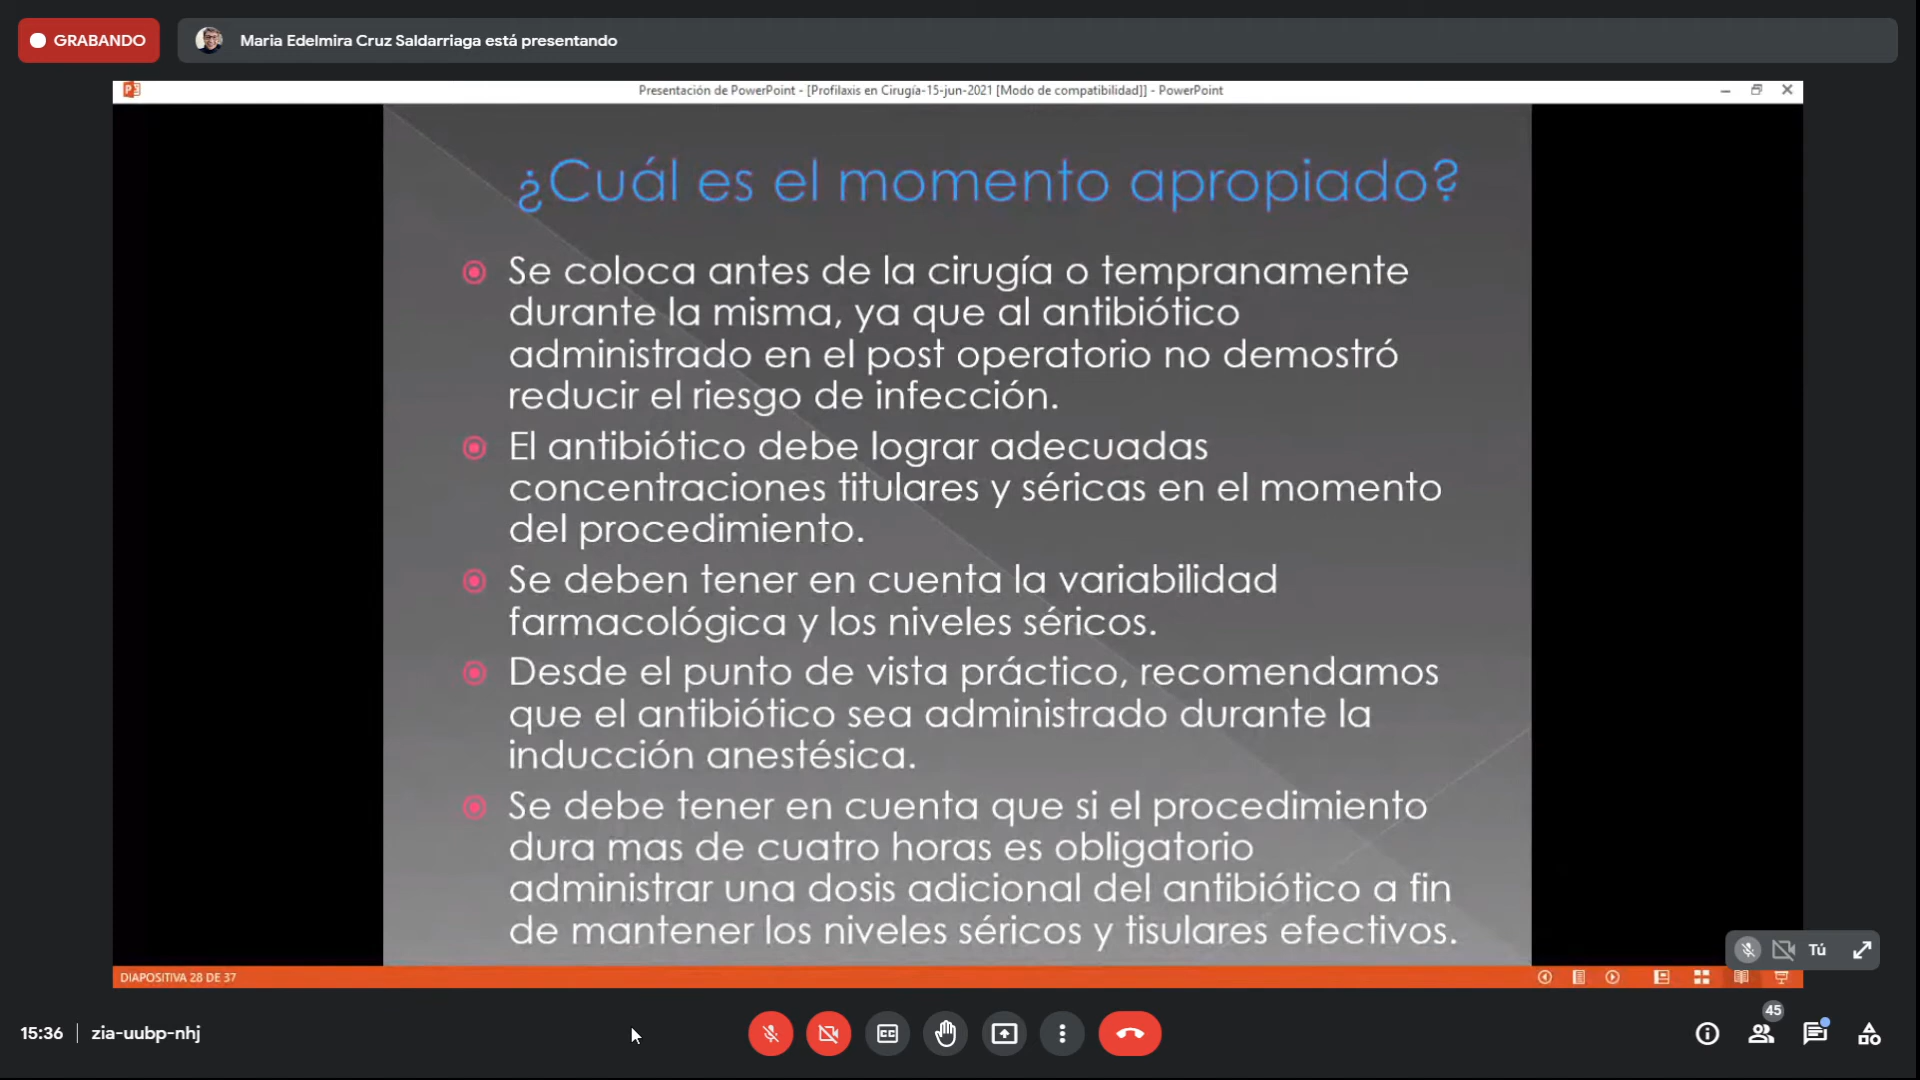 GRABANDO
Maria Edelmira Cruz Saldarriaga está presentando
Presentación de PowerPoint - [Profilaxis en Cirugía-15-jun-2021 [Modo de compatibilidad]] - PowerPoint
¿Cuál es el momento apropiado?
Se coloca antes de la cirugía o tempranamente
durante la misma, ya que al antibiótico
administrado en el post operatorio no demostró
reducir el riesgo de infección.
El antibiótico debe lograr adecuadas
concentraciones titulares y séricas en el momento
del procedimiento.
Se deben tener en cuenta la variabilidad
farmacológica y los niveles séricos.
Desde el punto de vista práctico, recomendamos
que el antibiótico sea administrado durante la
inducción anestésica.
Se debe tener en cuenta que si el procedimiento
dura mas de cuatro horas es obligatorio
administrar una dosis adicional del antibiótico a fin
de mantener los niveles séricos y tisulares efectivos.
Tú
DIAPOSITIVA 28 DE 37
15:36 | zia-uubp-nhj
CC
45